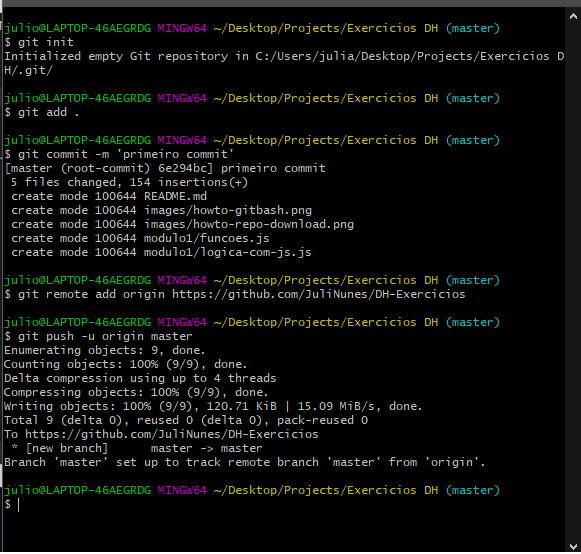 julio@LAPTOP-46AEGRDG MINGW64 ~/Desktop/Projects/Exercicios DH (master)
$ git init
Initialized empty Git repository in C:/Users/julia/Desktop/Projects/Exercicios D
H/.git/
julio@LAPTOP-46AEGRDG MINGW64 ~/Desktop/Projects/Exercicios DH (master)
$ git add .
julio@LAPTOP-46AEGRDG MINGW64 ~/Desktop/Projects/Exercicios DH (master)
$ git commit -m 'primeiro commit'
[master (root-commit) 6e294bc] primeiro commit
 5 files changed, 154 insertions(+)
 create mode 100644 README.md
 create mode 100644 images/howto-gitbash.png
 create mode 100644 images/howto-repo-download.png
 create mode 100644 modulo1/funcoes.js
 create mode 100644 modulo1/logica-com-js.js
julio@LAPTOP-46AEGRDG MINGW64 ~/Desktop/Projects/Exercicios DH (master)
$ git remote add origin https://github.com/JuliNunes/DH-Exercicios
julio@LAPTOP-46AEGRDG MINGW64 ~/Desktop/Projects/Exercicios DH (master)
$ git push -u origin master
Enumerating objects: 9, done.
Counting objects: 100% (9/9), done.
Delta compression using up to 4 threads
Compressing objects: 100% (9/9), done.
Writing objects: 100% (9/9), 120.71 KiB | 15.09 MiB/s, done.
Total 9 (delta 0), reused 0 (delta 0), pack-reused 0
To https://github.com/JuliNunes/DH-Exercicios
 * [new branch]      master -> master
Branch 'master' set up to track remote branch 'master' from 'origin'.
julio@LAPTOP-46AEGRDG MINGW64 ~/Desktop/Projects/Exercicios DH (master)
$